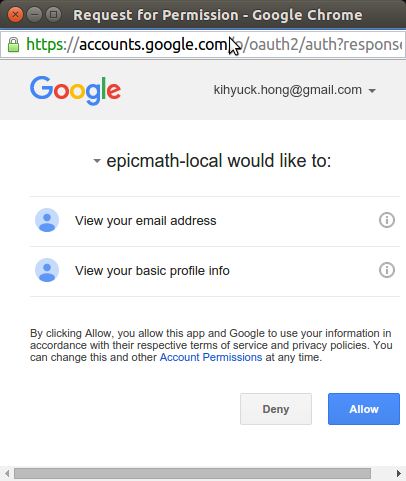 Request for Permission - Google Chrome
https://accounts.google.com/o/oauth2/auth?response
Google
kihyuck.hong@gmail.com
epicmath-local would like to:
View your email address
View your basic profile info
By clicking Allow, you allow this app and Google to use your information in
accordance with their respective terms of service and privacy policies. You
can change this and other Account Permissions at any time.
Deny
Allow